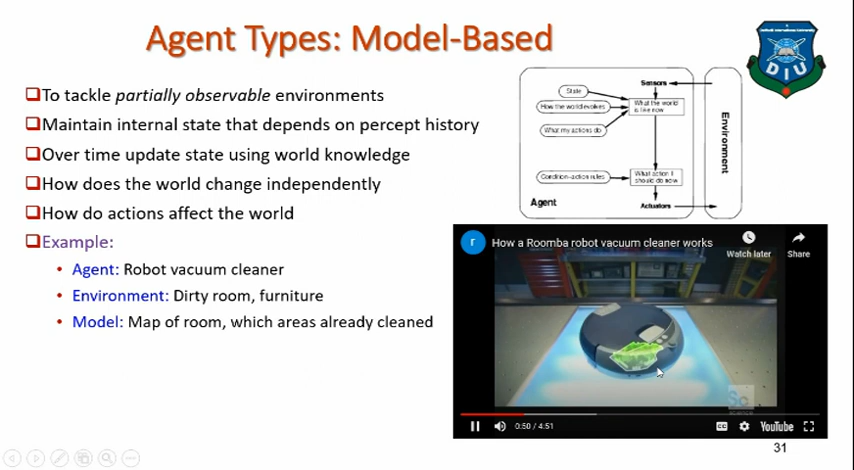 Agent Types: Model-Based
DIU
❑To tackle partially observable environments
❑Maintain internal state that depends on percept history
❑Over time update state using world knowledge
❑How does the world change independently
❑How do actions affect the world
❑Example:
• Agent: Robot vacuum cleaner
• Environment: Dirty room, furniture
• Model: Map of room, which areas already cleaned
Sensors
State
How the world evolves
What my actions do
What the world
is like now
Condition-action rules
What action I
should do now
Agent
Actuators
Environment
r
How a Roomba robot vacuum cleaner works
Watch later
Share
Sc
science
0:50 / 4:51
CC
YouTube
31